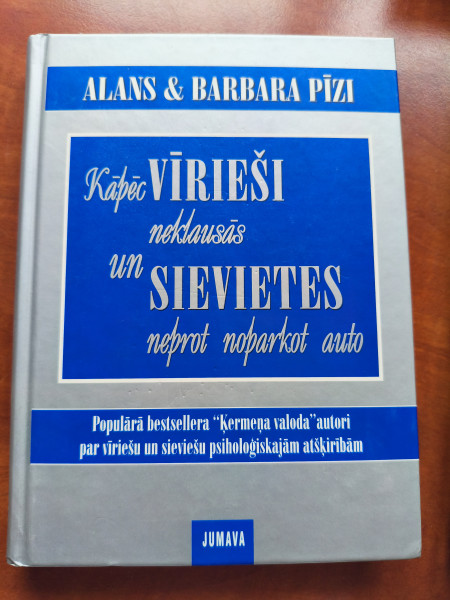 ALANS & BARBARA PĪZI
Kāpēc VĪRIEŠI
neklausās
un
SIEVIETES
neprot noparkot auto
Populārā bestsellera “Ķermeņa valoda” autori
par vīriešu un sieviešu psiholoģiskajām atšķirībām
JUMAVA